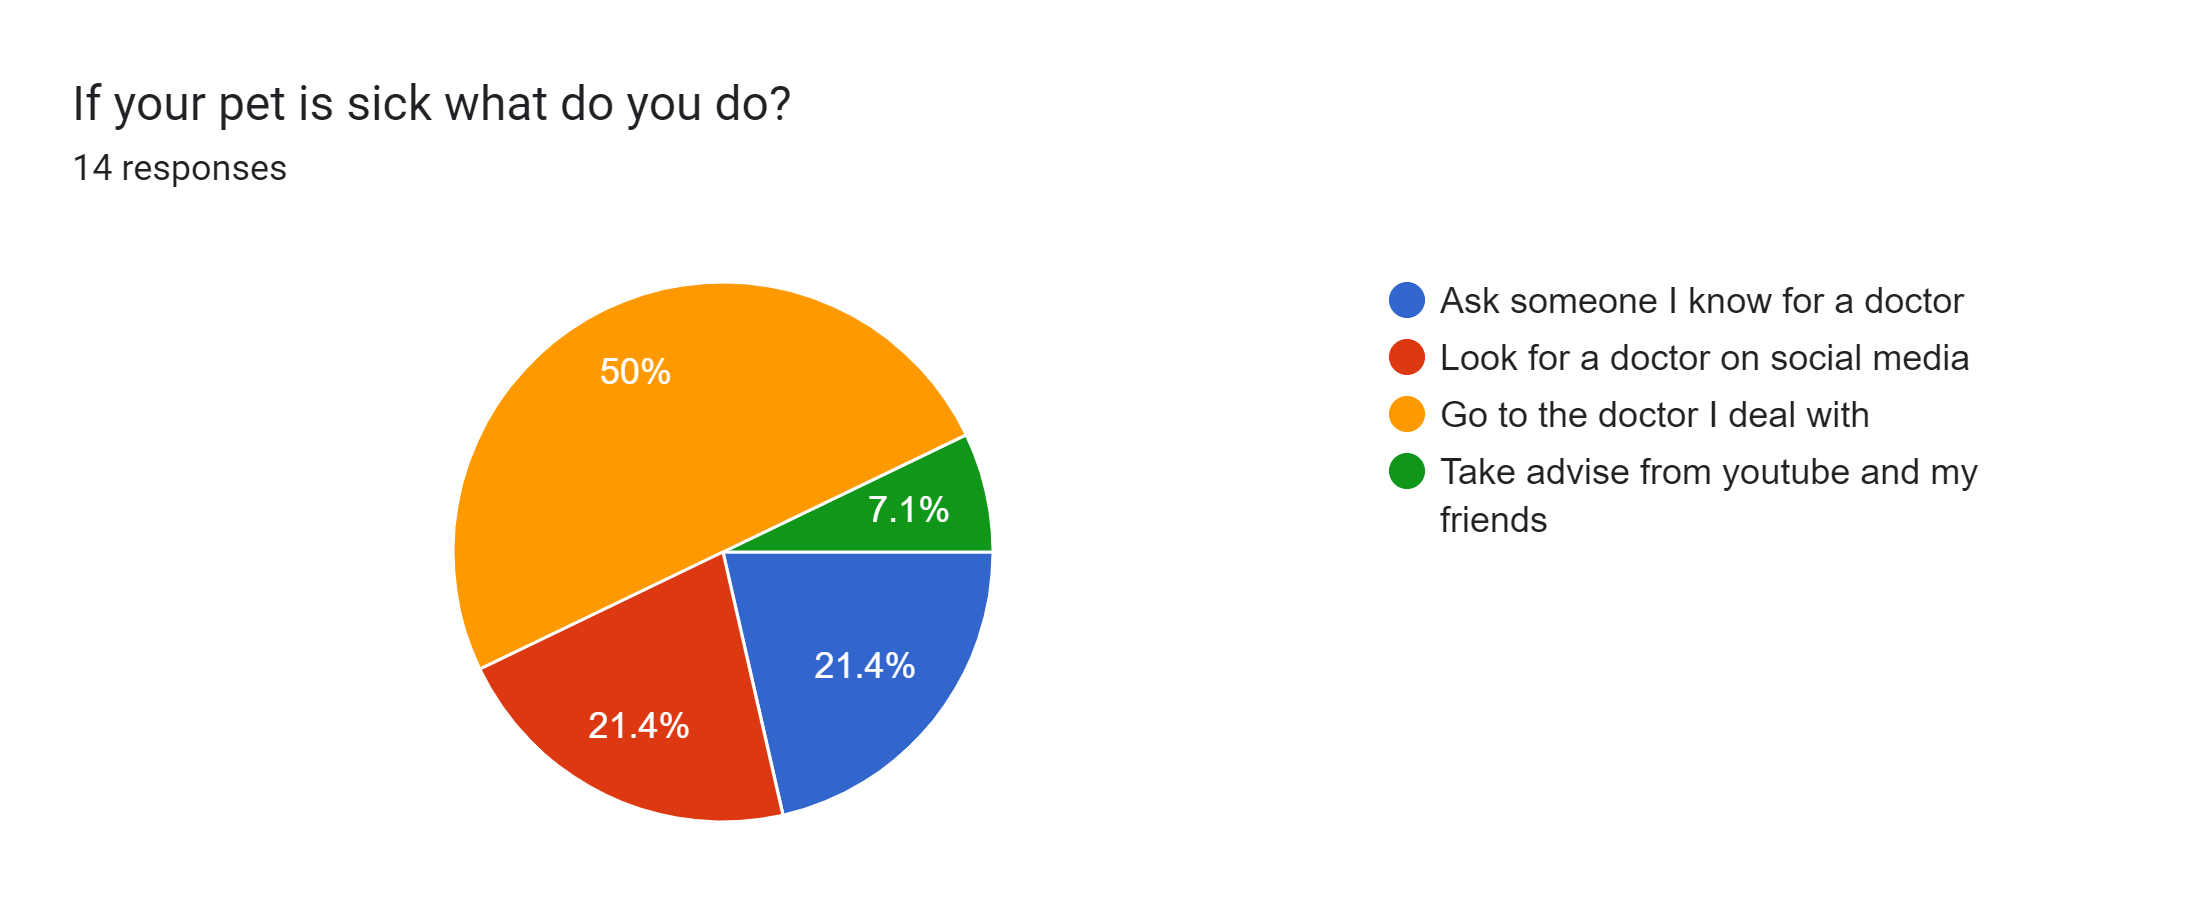 If your pet is sick what do you do?
14 responses
50%
7.1%
21.4%
21.4%
Ask someone I know for a doctor
Look for a doctor on social media
Go to the doctor I deal with
Take advise from youtube and my
friends